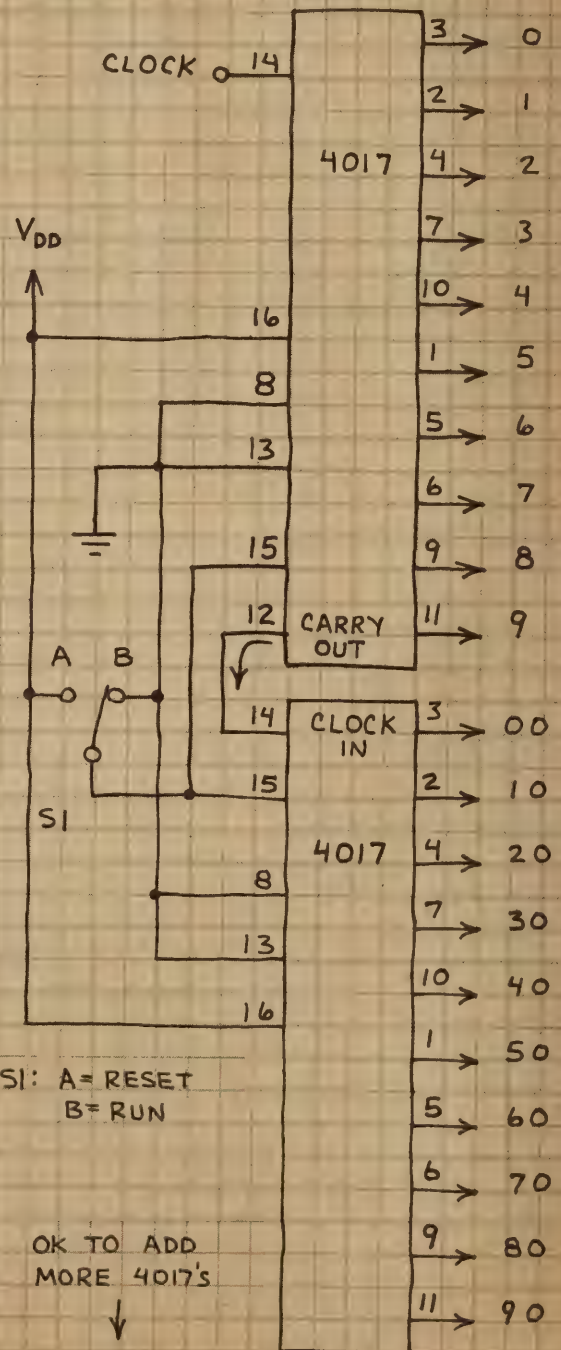 3 0
CLOCK 14
2 1
4017 4 2
VDD
7 3
10 4
16
1 5
8
5 6
13
6 7
15 9 8
12 CARRY OUT 11 9
A B
14 CLOCK IN 3 00
15 2 10
S1
4017 4 20
8
7 30
13
10 40
16
1 50
S1: A = RESET
B = RUN
5 60
6 70
OK TO ADD
MORE 4017's
9 80
11 90